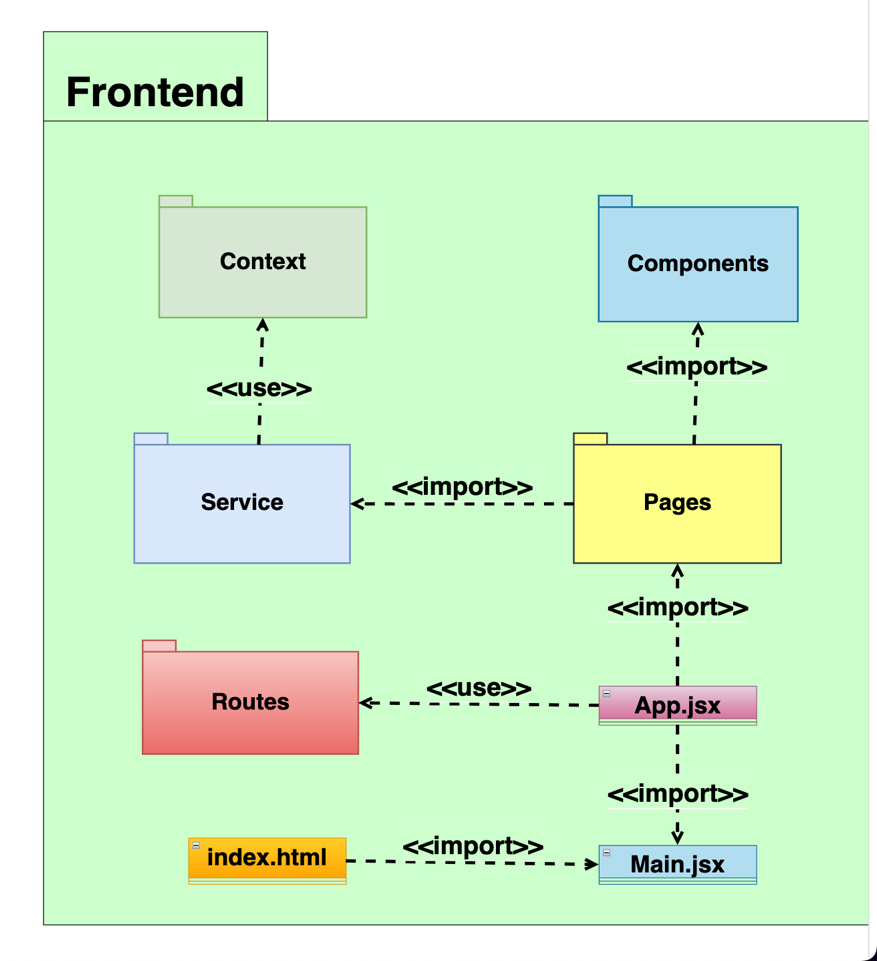 Frontend
Context
Components
<<use>>
<<import>>
Service
<<import>>
Pages
<<import>>
Routes
<<use>>
App.jsx
<<import>>
index.html
<<import>>
Main.jsx